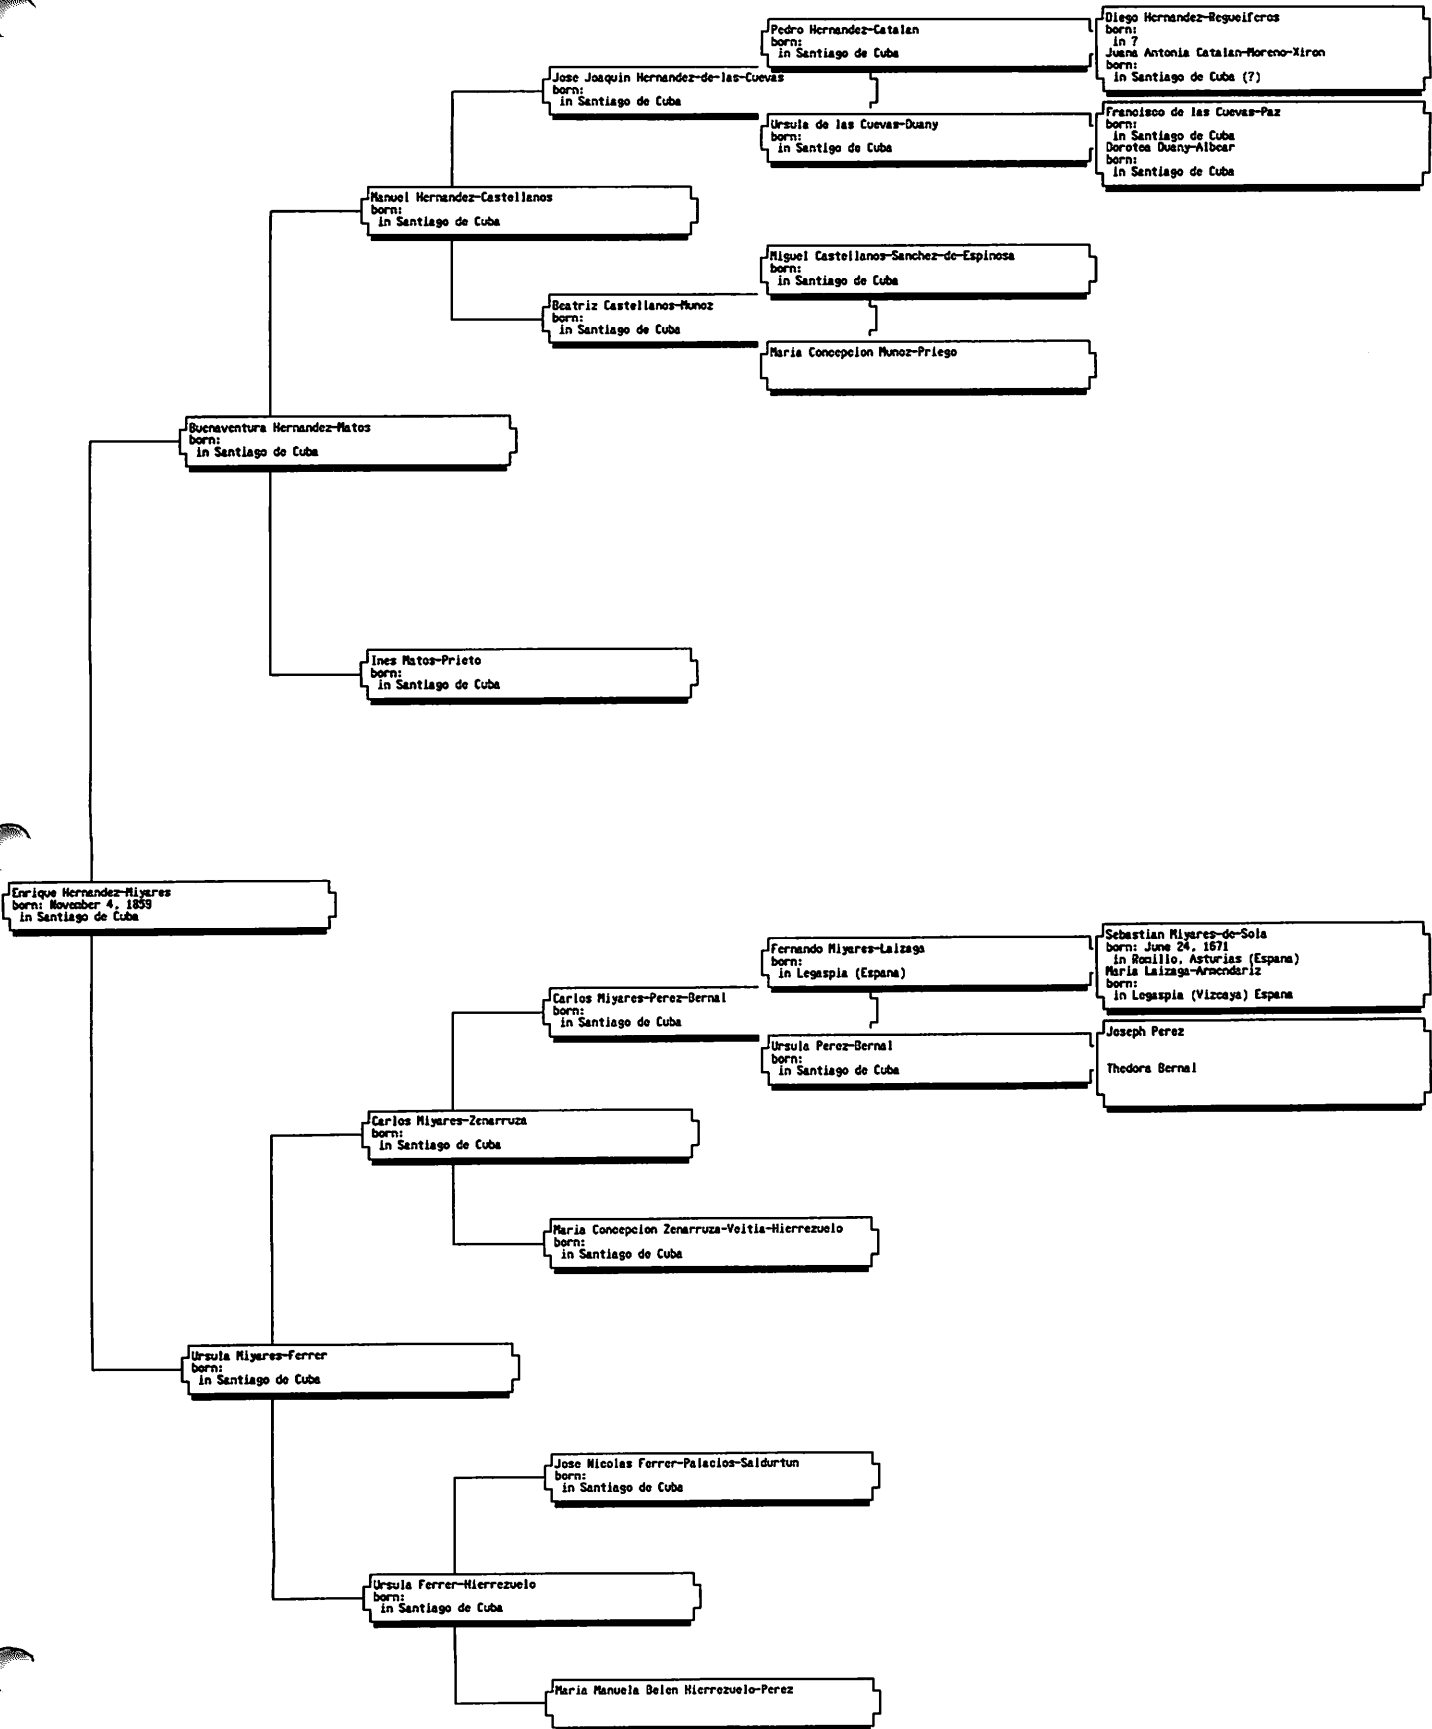 Diego Hernandez-Regueiferos
born:
in ?
Juana Antonia Catalan-Moreno-Xiron
born:
in Santiago de Cuba (?)
Pedro Hernandez-Catalan
born:
in Santiago de Cuba
Jose Joaquin Hernandez-de-las-Cuevas
born:
in Santiago de Cuba
Francisco de las Cuevas-Paz
born:
in Santiago de Cuba
Dorotea Duany-Albear
born:
in Santiago de Cuba
Ursula de las Cuevas-Duany
born:
in Santigo de Cuba
Manuel Hernandez-Castellanos
born:
in Santiago de Cuba
Miguel Castellanos-Sanchez-de-Espinosa
born:
in Santiago de Cuba
Beatriz Castellanos-Munoz
born:
in Santiago de Cuba
Maria Concepcion Munoz-Priego
Buenaventura Hernandez-Matos
born:
in Santiago de Cuba
Ines Matos-Prieto
born:
in Santiago de Cuba
Enrique Hernandez-Miyares
born: November 4, 1859
in Santiago de Cuba
Sebastian Miyares-de-Sola
born: June 24, 1671
in Romillo, Asturias (Espana)
Maria Laizaga-Armendariz
born:
in Legaspia (Vizcaya) Espana
Fernando Miyares-Laizaga
born:
in Legaspia (Espana)
Carlos Miyares-Perez-Bernal
born:
in Santiago de Cuba
Joseph Perez
Thedora Bernal
Ursula Perez-Bernal
born:
in Santiago de Cuba
Carlos Miyares-Zenarruza
born:
in Santiago de Cuba
Maria Concepcion Zenarruza-Veitia-Hierrezuelo
born:
in Santiago de Cuba
Ursula Miyares-Ferrer
born:
in Santiago de Cuba
Jose Nicolas Ferrer-Palacios-Saldurtun
born:
in Santiago de Cuba
Ursula Ferrer-Hierrezuelo
born:
in Santiago de Cuba
Maria Manuela Belen Hierrezuelo-Perez